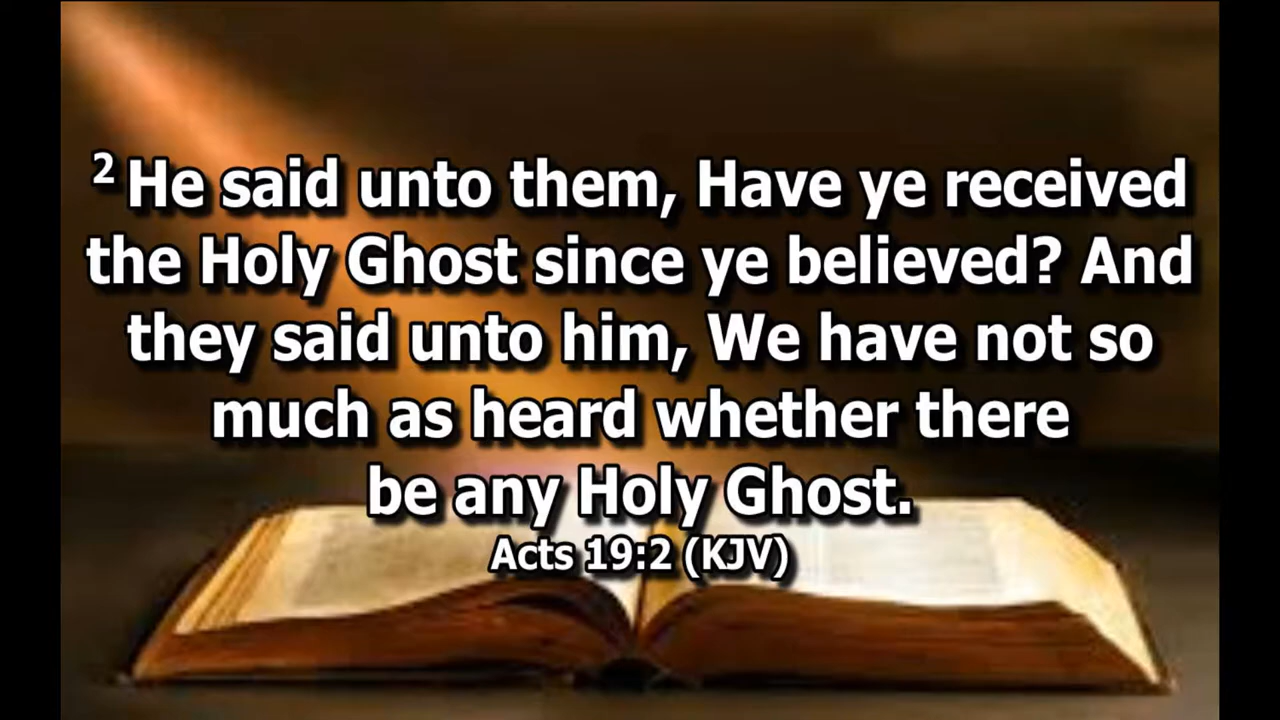 2 He said unto them, Have ye received
the Holy Ghost since ye believed? And
they said unto him, We have not so
much as heard whether there
be any Holy Ghost.
Acts 19:2 (KJV)